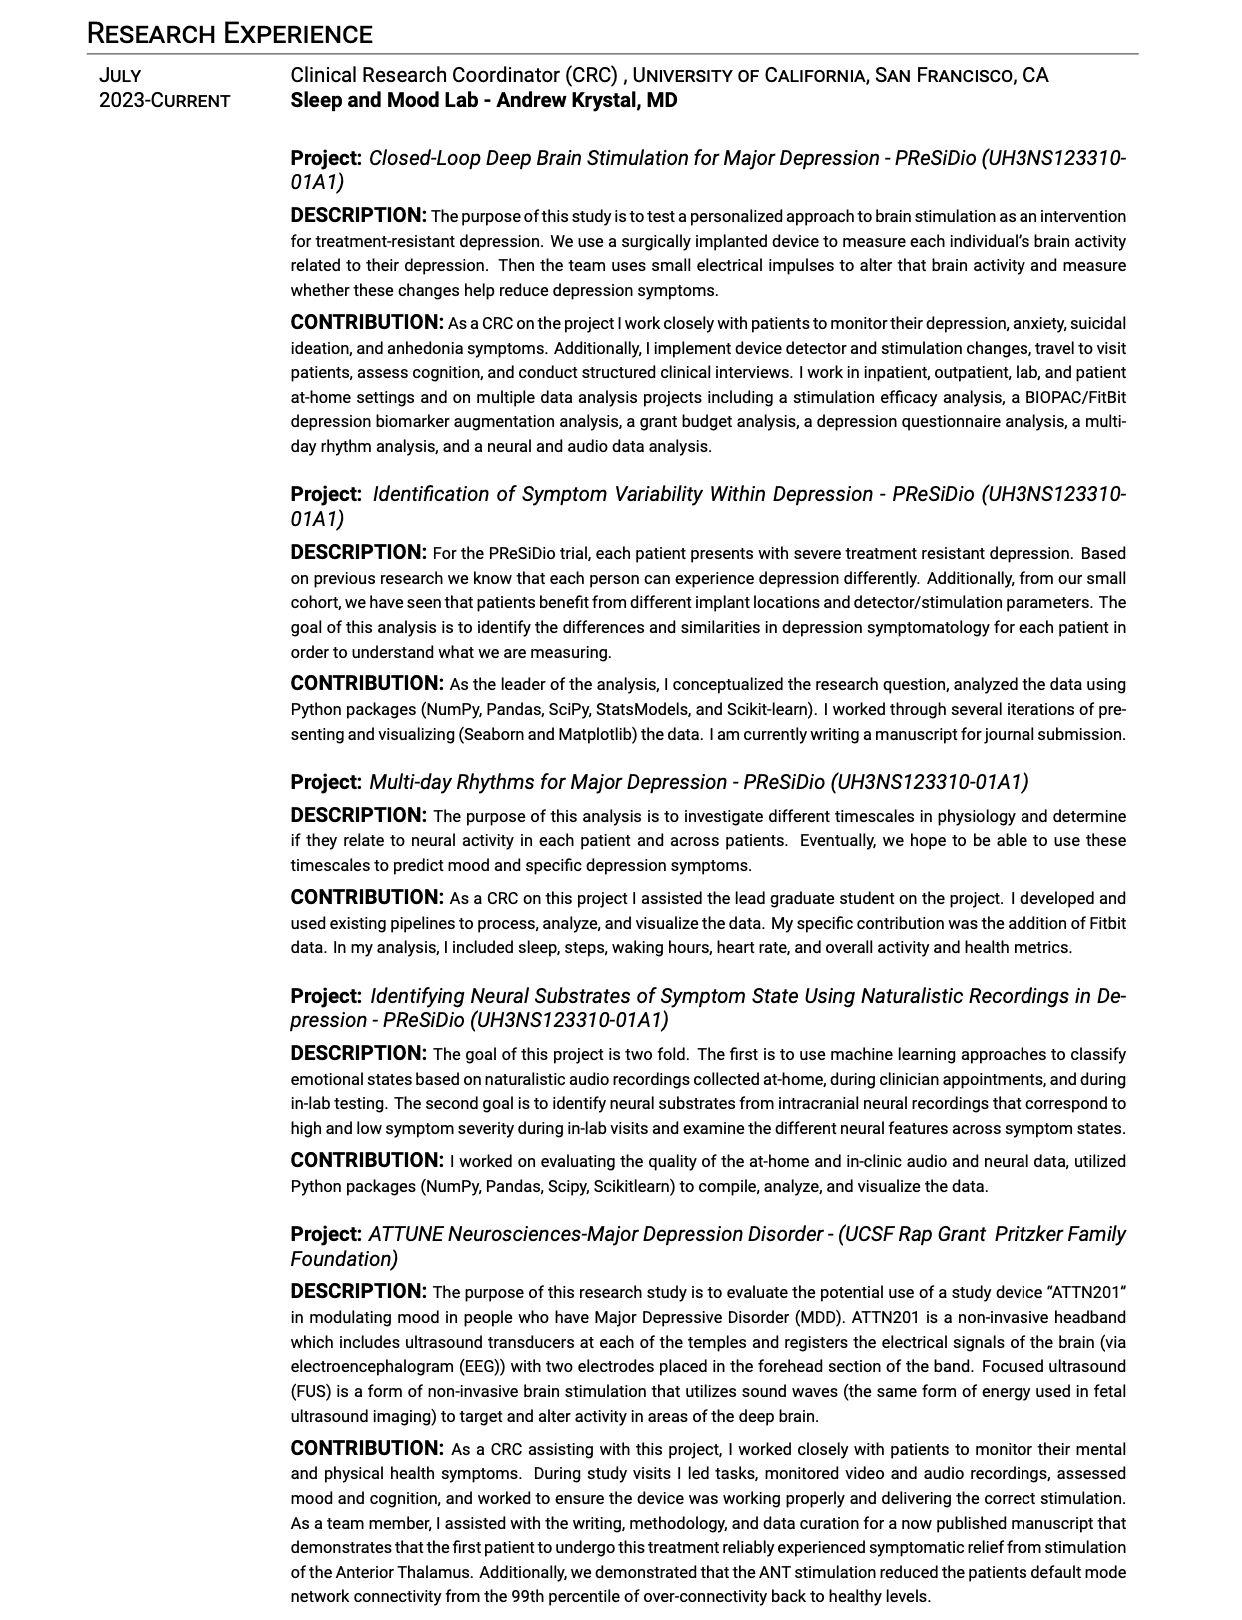 RESEARCH EXPERIENCE
JULY
2023-CURRENT
Clinical Research Coordinator (CRC) , UNIVERSITY OF CALIFORNIA, SAN FRANCISCO, CA
Sleep and Mood Lab - Andrew Krystal, MD
Project: Closed-Loop Deep Brain Stimulation for Major Depression - PReSiDio (UH3NS123310-
01A1)
DESCRIPTION: The purpose of this study is to test a personalized approach to brain stimulation as an intervention
for treatment-resistant depression. We use a surgically implanted device to measure each individual's brain activity
related to their depression. Then the team uses small electrical impulses to alter that brain activity and measure
whether these changes help reduce depression symptoms.
CONTRIBUTION: As a CRC on the project I work closely with patients to monitor their depression, anxiety, suicidal
ideation, and anhedonia symptoms. Additionally, I implement device detector and stimulation changes, travel to visit
patients, assess cognition, and conduct structured clinical interviews. I work in inpatient, outpatient, lab, and patient
at-home settings and on multiple data analysis projects including a stimulation efficacy analysis, a BIOPAC/FitBit
depression biomarker augmentation analysis, a grant budget analysis, a depression questionnaire analysis, a multi-
day rhythm analysis, and a neural and audio data analysis.
Project: Identification of Symptom Variability Within Depression - PReSiDio (UH3NS123310-
01A1)
DESCRIPTION: For the PReSiDio trial, each patient presents with severe treatment resistant depression. Based
on previous research we know that each person can experience depression differently. Additionally, from our small
cohort, we have seen that patients benefit from different implant locations and detector/stimulation parameters. The
goal of this analysis is to identify the differences and similarities in depression symptomatology for each patient in
order to understand what we are measuring.
CONTRIBUTION: As the leader of the analysis, I conceptualized the research question, analyzed the data using
Python packages (NumPy, Pandas, SciPy, StatsModels, and Scikit-learn). I worked through several iterations of pre-
senting and visualizing (Seaborn and Matplotlib) the data. I am currently writing a manuscript for journal submission.
Project: Multi-day Rhythms for Major Depression - PReSiDio (UH3NS123310-01A1)
DESCRIPTION: The purpose of this analysis is to investigate different timescales in physiology and determine
if they relate to neural activity in each patient and across patients. Eventually, we hope to be able to use these
timescales to predict mood and specific depression symptoms.
CONTRIBUTION: As a CRC on this project I assisted the lead graduate student on the project. I developed and
used existing pipelines to process, analyze, and visualize the data. My specific contribution was the addition of Fitbit
data. In my analysis, I included sleep, steps, waking hours, heart rate, and overall activity and health metrics.
Project: Identifying Neural Substrates of Symptom State Using Naturalistic Recordings in De-
pression - PReSiDio (UH3NS123310-01A1)
DESCRIPTION: The goal of this project is two fold. The first is to use machine learning approaches to classify
emotional states based on naturalistic audio recordings collected at-home, during clinician appointments, and during
in-lab testing. The second goal is to identify neural substrates from intracranial neural recordings that correspond to
high and low symptom severity during in-lab visits and examine the different neural features across symptom states.
CONTRIBUTION: I worked on evaluating the quality of the at-home and in-clinic audio and neural data, utilized
Python packages (NumPy, Pandas, Scipy, Scikitlearn) to compile, analyze, and visualize the data.
Project: ATTUNE Neurosciences-Major Depression Disorder - (UCSF Rap Grant Pritzker Family
Foundation)
DESCRIPTION: The purpose of this research study is to evaluate the potential use of a study device “ATTN201”
in modulating mood in people who have Major Depressive Disorder (MDD). ATTN201 is a non-invasive headband
which includes ultrasound transducers at each of the temples and registers the electrical signals of the brain (via
electroencephalogram (EEG)) with two electrodes placed in the forehead section of the band. Focused ultrasound
(FUS) is a form of non-invasive brain stimulation that utilizes sound waves (the same form of energy used in fetal
ultrasound imaging) to target and alter activity in areas of the deep brain.
CONTRIBUTION: As a CRC assisting with this project, I worked closely with patients to monitor their mental
and physical health symptoms. During study visits I led tasks, monitored video and audio recordings, assessed
mood and cognition, and worked to ensure the device was working properly and delivering the correct stimulation.
As a team member, I assisted with the writing, methodology, and data curation for a now published manuscript that
demonstrates that the first patient to undergo this treatment reliably experienced symptomatic relief from stimulation
of the Anterior Thalamus. Additionally, we demonstrated that the ANT stimulation reduced the patients default mode
network connectivity from the 99th percentile of over-connectivity back to healthy levels.